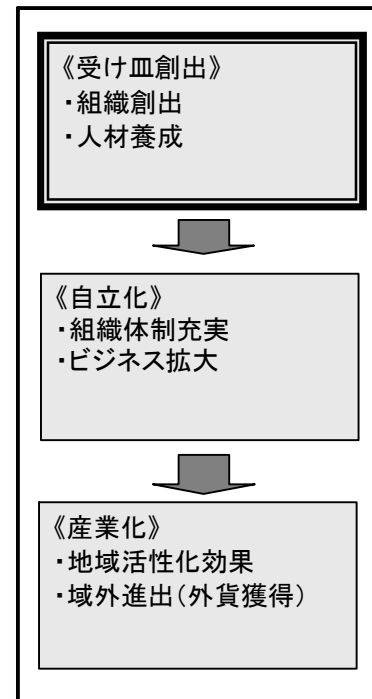 《受け皿創出》
・組織創出
・人材養成
《自立化》
・組織体制充実
・ビジネス拡大
《産業化》
・地域活性化効果
・域外進出（外貨獲得）